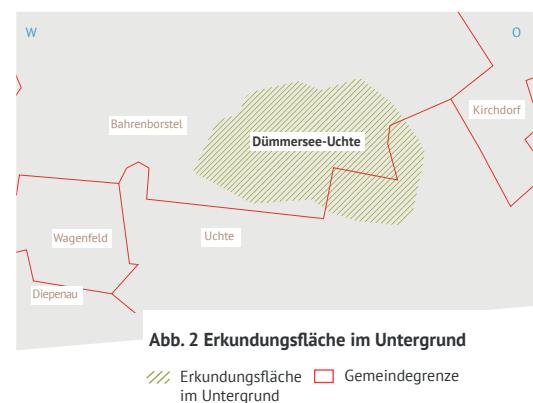 W
O
Kirchdorf
Bahrenborstel
Dümmersee-Uchte
Wagenfeld
Uchte
Diepenau
Abb. 2 Erkundungsfläche im Untergrund
Erkundungsfläche im Untergrund
Gemeindegrenze